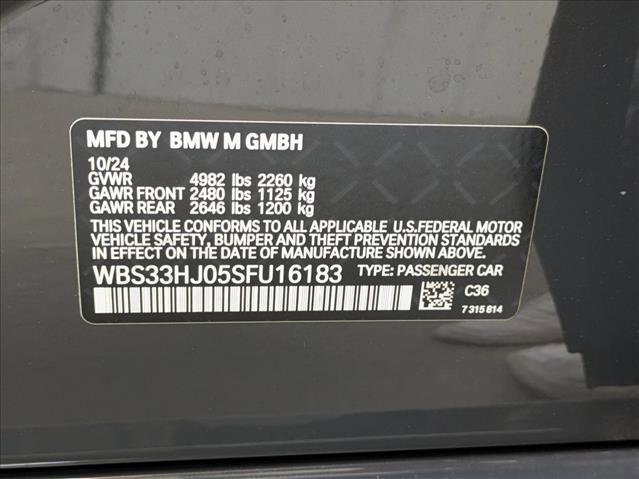 MFD BY BMW M GMBH
10/24
GVWR 4982 lbs 2260 kg
GAWR FRONT 2480 lbs 1125 kg
GAWR REAR 2646 lbs 1200 kg
THIS VEHICLE CONFORMS TO ALL APPLICABLE U.S.FEDERAL MOTOR
VEHICLE SAFETY, BUMPER AND THEFT PREVENTION STANDARDS
IN EFFECT ON THE DATE OF MANUFACTURE SHOWN ABOVE.
WBS33HJ05SFU16183 TYPE: PASSENGER CAR
C36
7 315 814